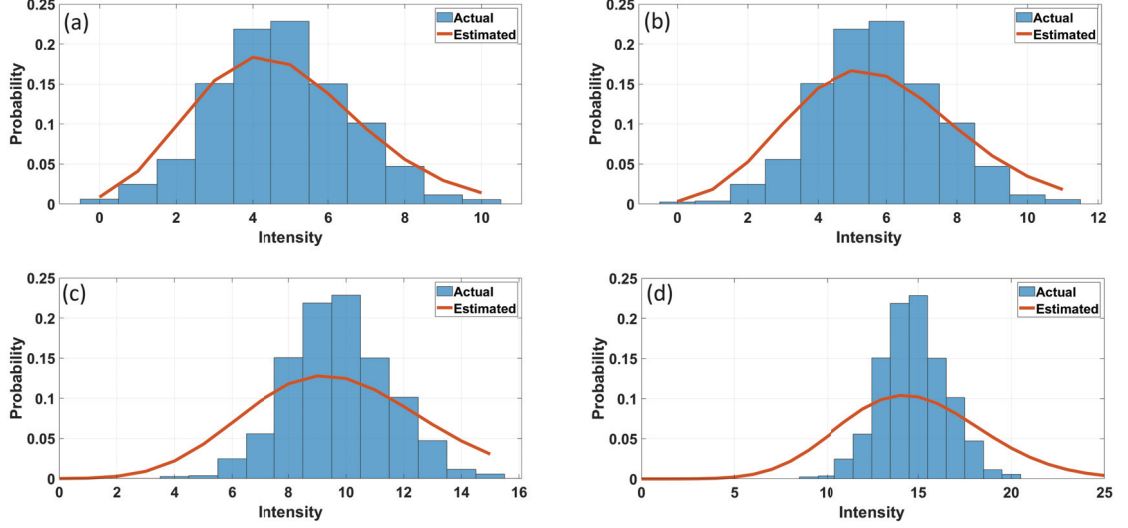 (a)
Actual
Estimated
0.25
0.2
0.15
0.1
0.05
0
Probability
0 2 4 6 8 10
Intensity
(b)
Actual
Estimated
0.25
0.2
0.15
0.1
0.05
0
Probability
0 2 4 6 8 10 12
Intensity
(c)
Actual
Estimated
0.25
0.2
0.15
0.1
0.05
0
Probability
0 2 4 6 8 10 12 14 16
Intensity
(d)
Actual
Estimated
0.25
0.2
0.15
0.1
0.05
0
Probability
0 5 10 15 20 25
Intensity